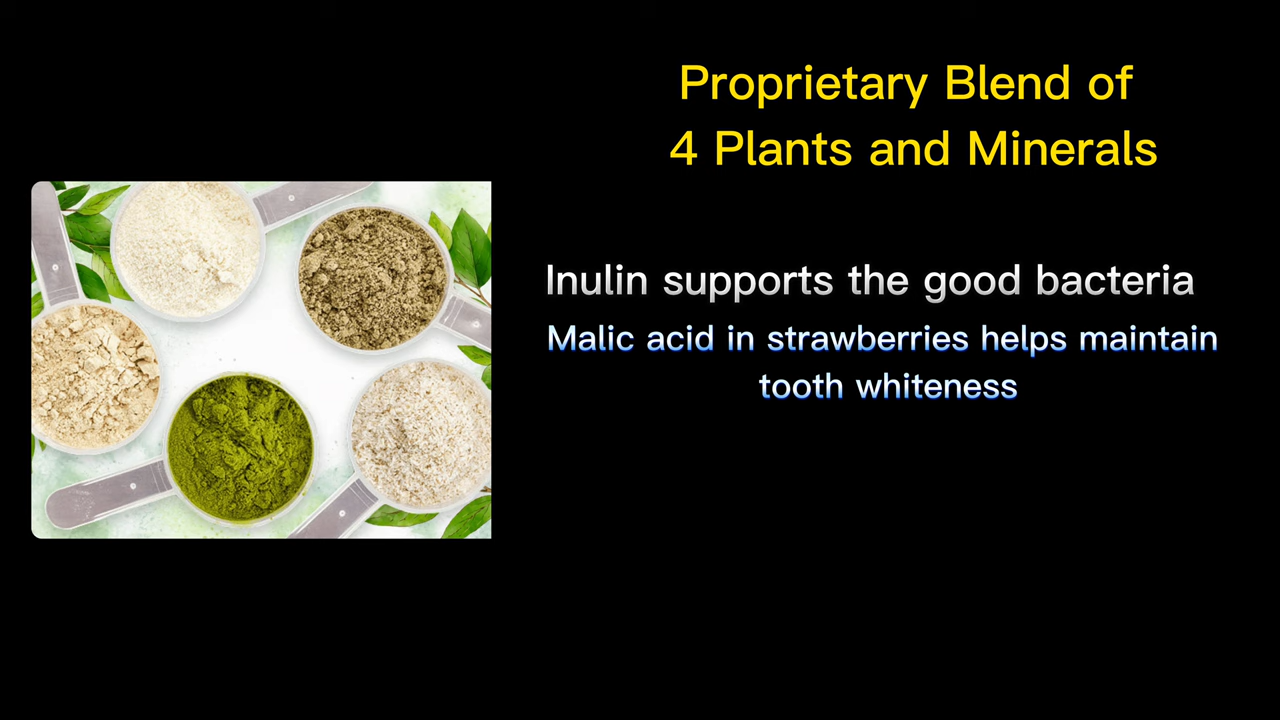 Proprietary Blend of
4 Plants and Minerals
Inulin supports the good bacteria
Malic acid in strawberries helps maintain
tooth whiteness